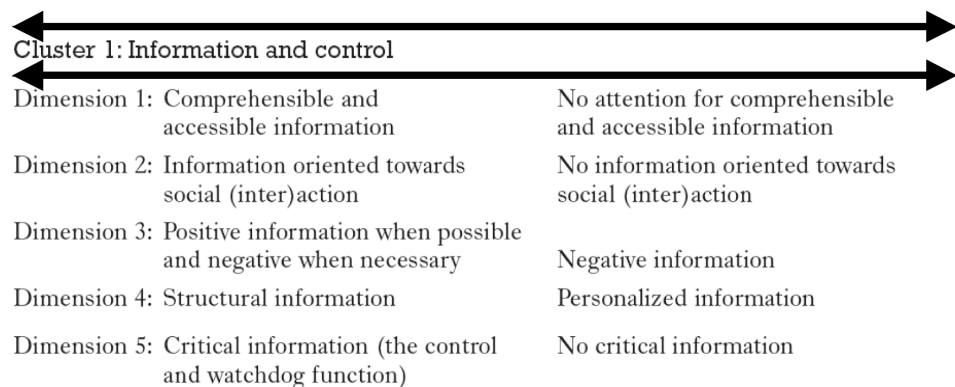 Cluster 1: Information and control
Dimension 1: Comprehensible and No attention for comprehensible
accessible information and accessible information
Dimension 2: Information oriented towards No information oriented towards
social (inter)action social (inter)action
Dimension 3: Positive information when possible
and negative when necessary Negative information
Dimension 4: Structural information Personalized information
Dimension 5: Critical information (the control No critical information
and watchdog function)